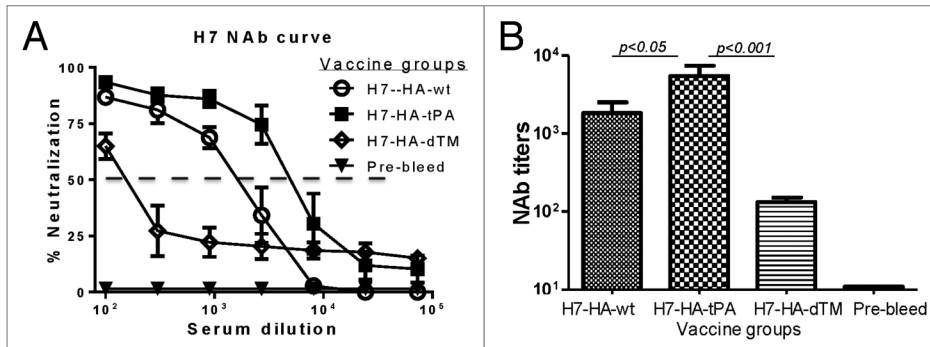 A
H7 NAb curve
Vaccine groups
H7--HA-wt
H7-HA-tPA
H7-HA-dTM
Pre-bleed
100
75
50
25
0
% Neutralization
10²
10³
10⁴
10⁵
Serum dilution
B
p<0.05
p<0.001
10⁴
10³
10²
10¹
NAb titers
H7-HA-wt
H7-HA-tPA
H7-HA-dTM
Pre-bleed
Vaccine groups